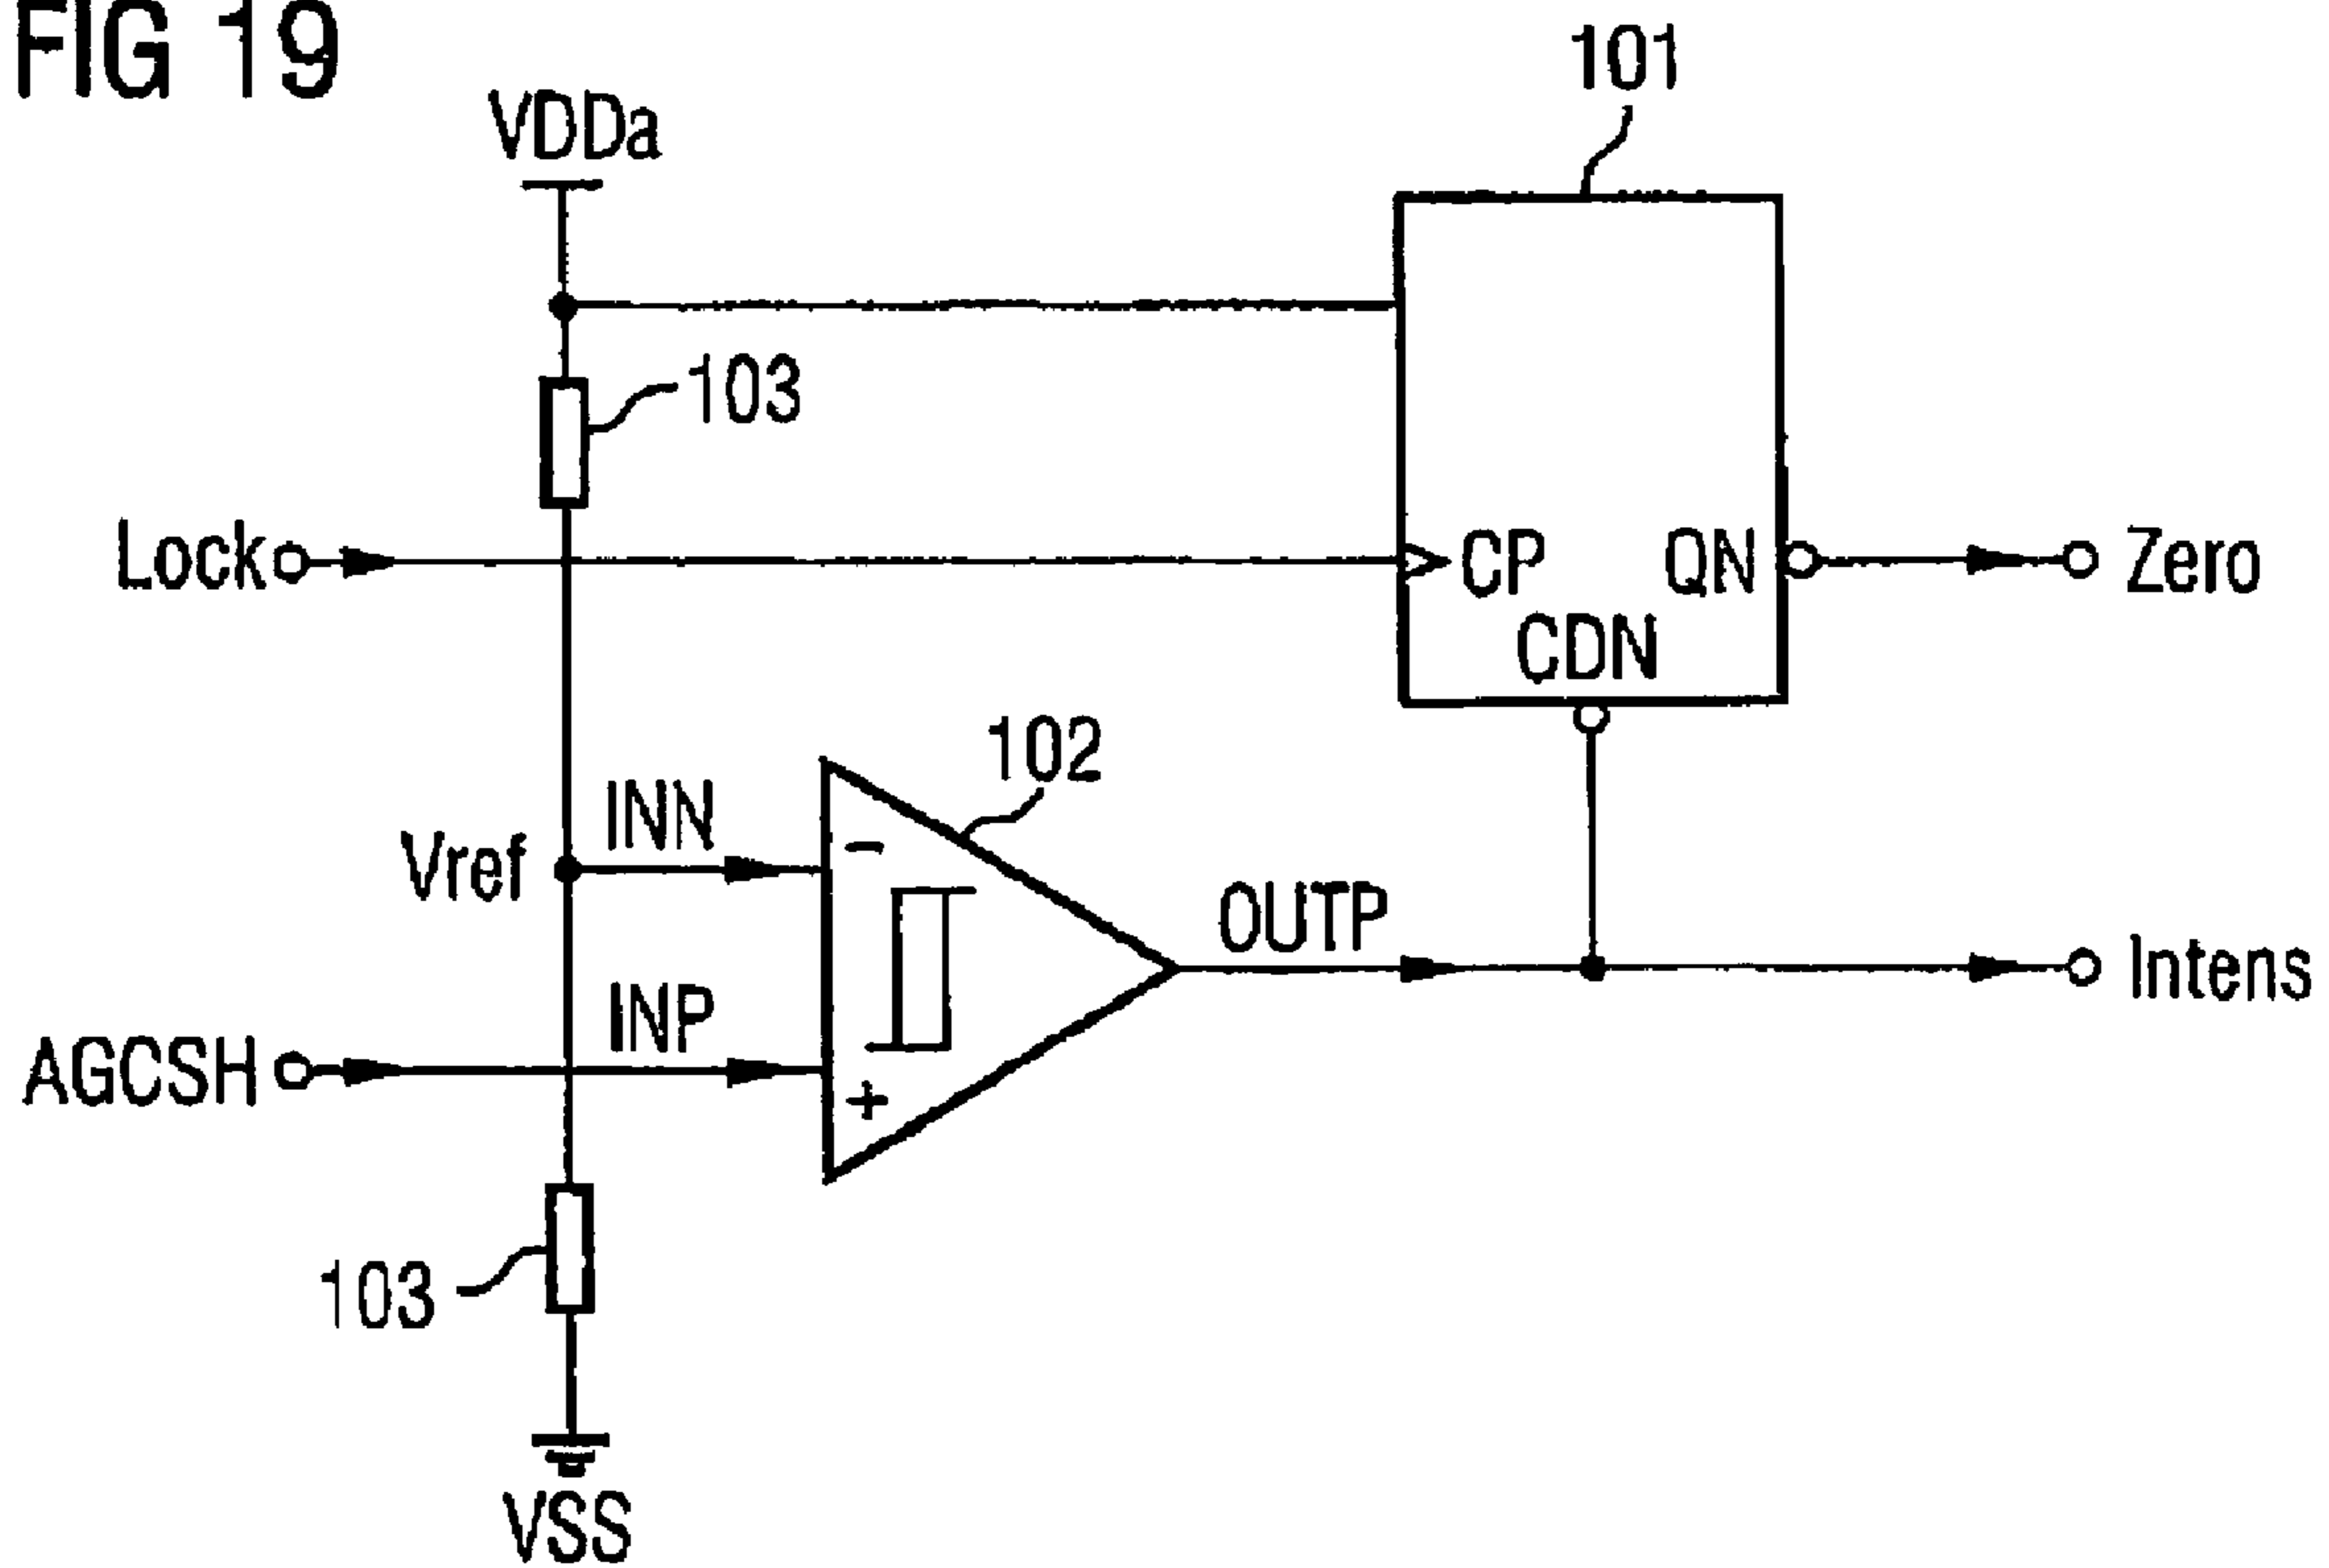 FIG 19
101
VDDa
103
Lock
CP
QN
Zero
CDN
102
INN
-
Vref
OUTP
Intens
INP
AGCSH
+
103
VSS